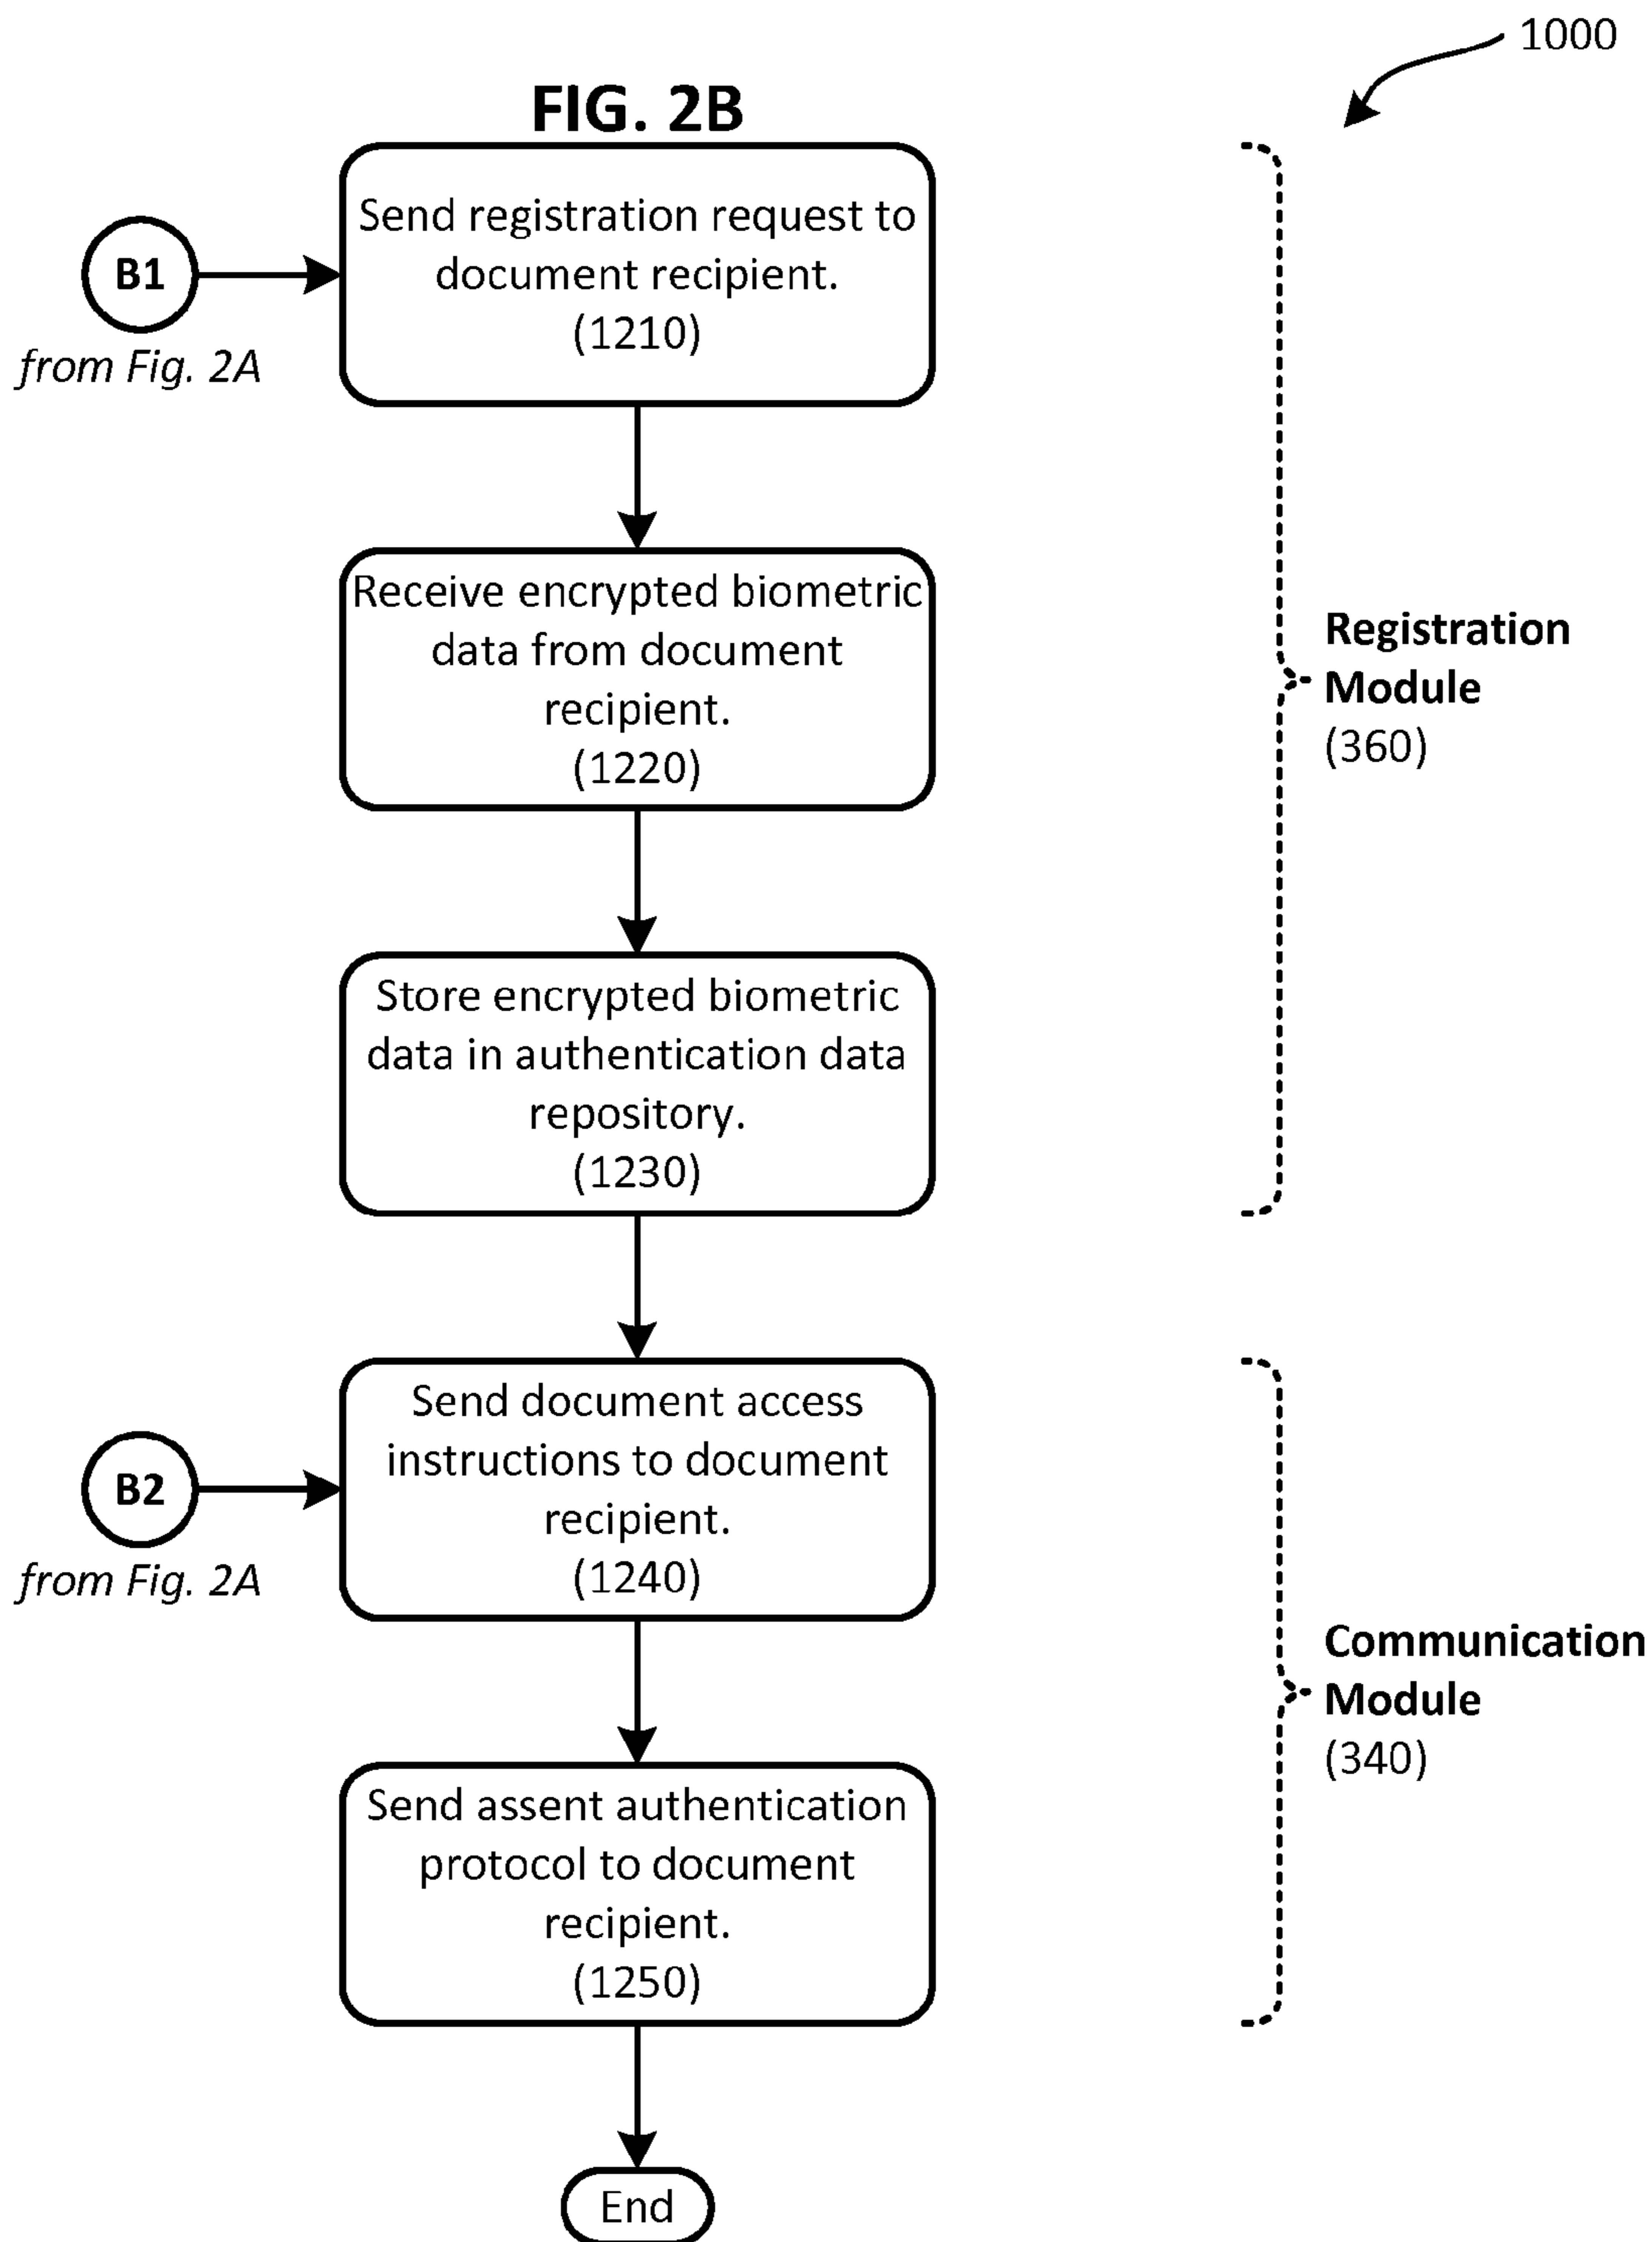 1000
FIG. 2B
Send registration request to
document recipient.
(1210)
B1
from Fig. 2A
Receive encrypted biometric
data from document
recipient.
(1220)
Registration
Module
(360)
Store encrypted biometric
data in authentication data
repository.
(1230)
Send document access
instructions to document
recipient.
(1240)
B2
from Fig. 2A
Communication
Module
(340)
Send assent authentication
protocol to document
recipient.
(1250)
End